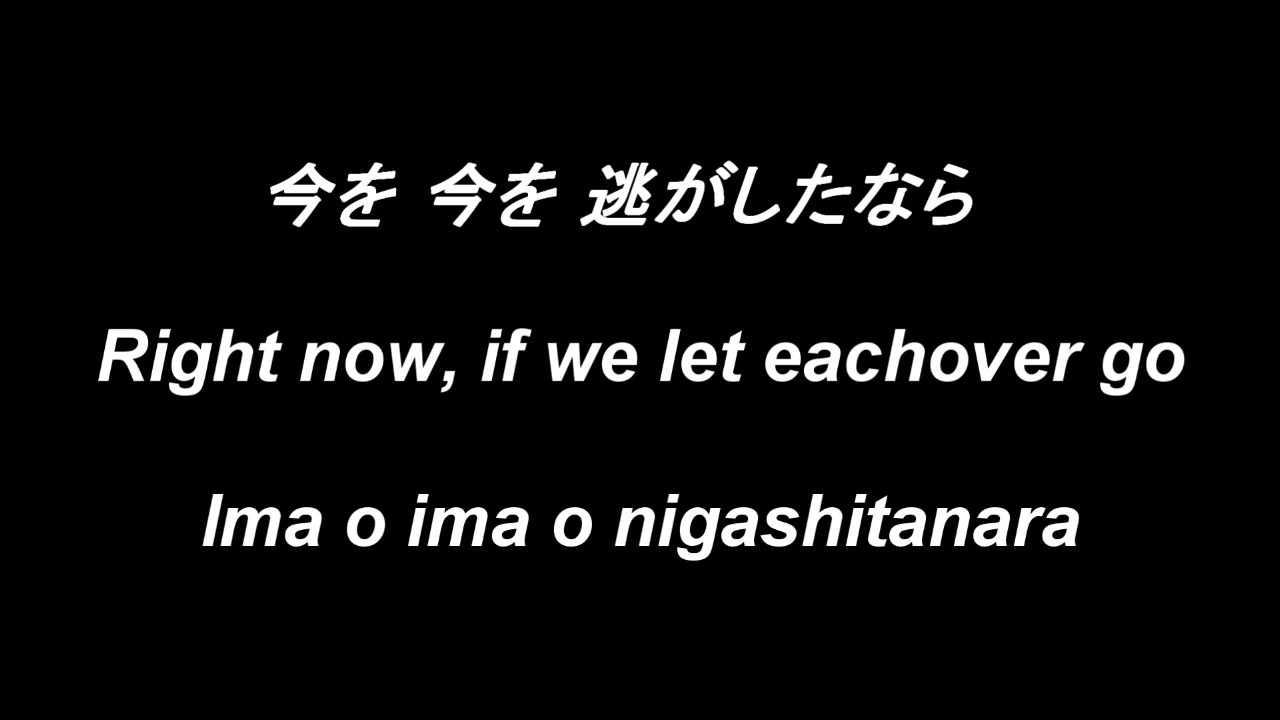 今を 今を 逃がしたなら
Right now, if we let eachover go
Ima o ima o nigashitanara